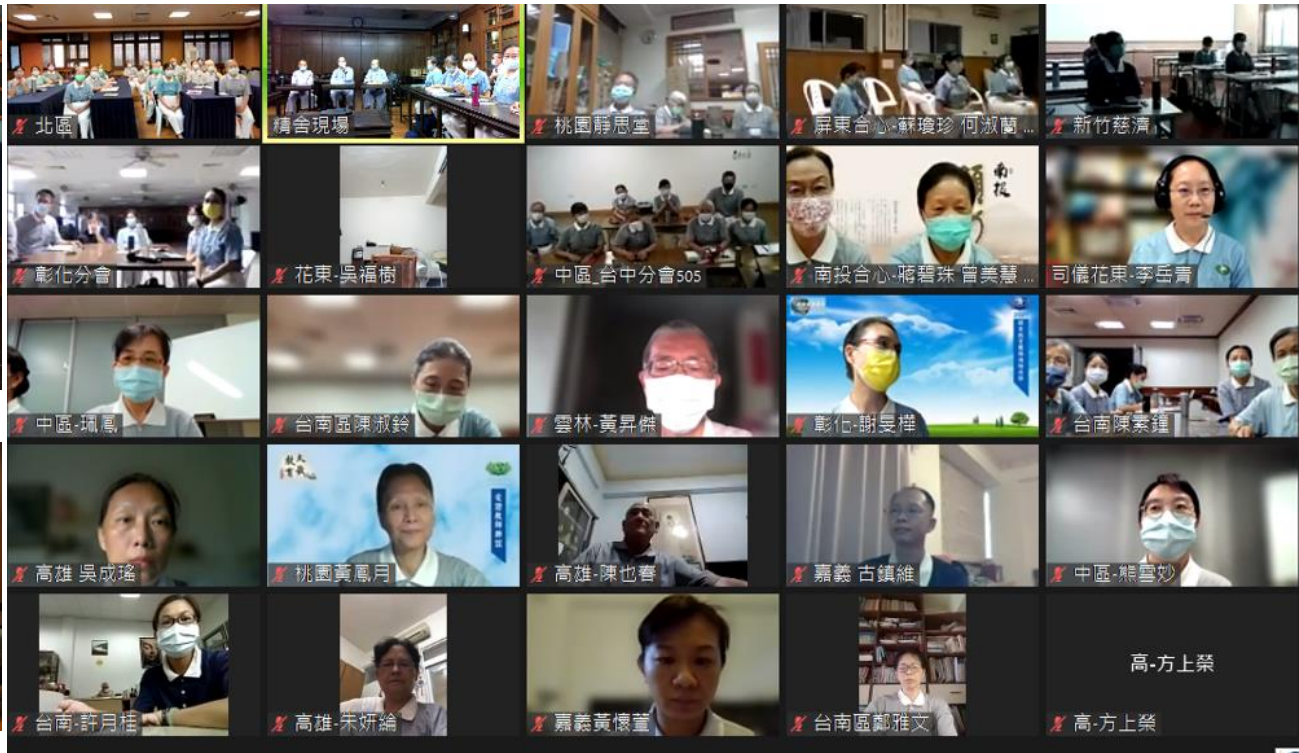 北區
精舍現場
桃園靜思堂
屏東合心-蘇瓊珍 何淑蘭 ...
新竹慈濟
彰化分會
花東-吳福樹
中區_台中分會505
南投
南投合心-蔣碧珠 曾美慧 ...
司儀花東-李岳青
中區-珮鳳
台南區陳淑鈴
雲林-黃昇傑
彰化-謝旻樺
台南陳素鐘
高雄 吳成瑤
桃園黃鳳月
高雄-陳也春
嘉義 古鎮維
中區-熊雪妙
台南-許月桂
高雄-朱妍綸
嘉義黃懷萱
台南區鄭雅文
高-方上榮
高-方上榮